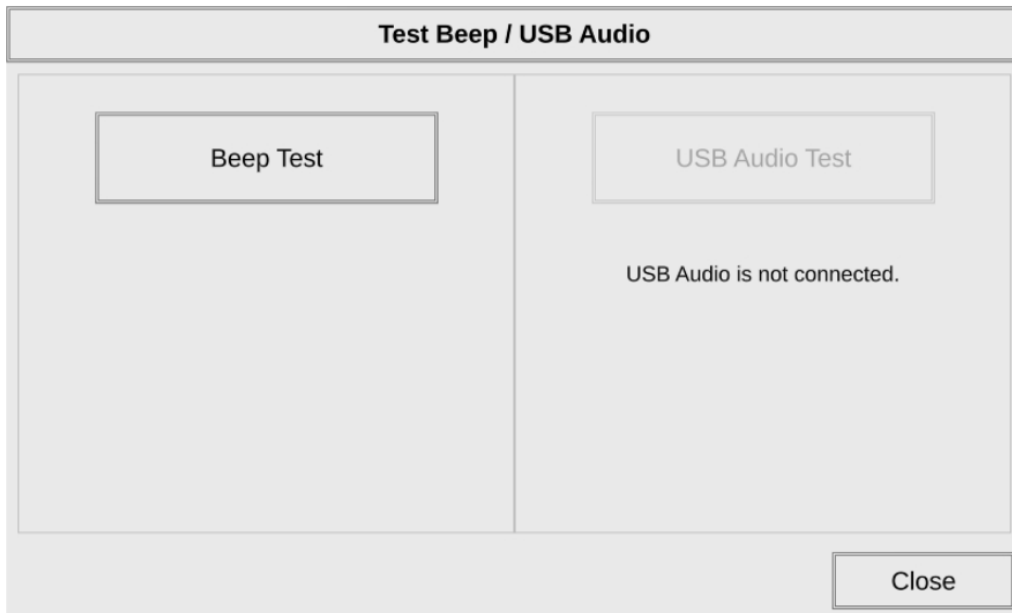 Test Beep / USB Audio
Beep Test
USB Audio Test
USB Audio is not connected.
Close